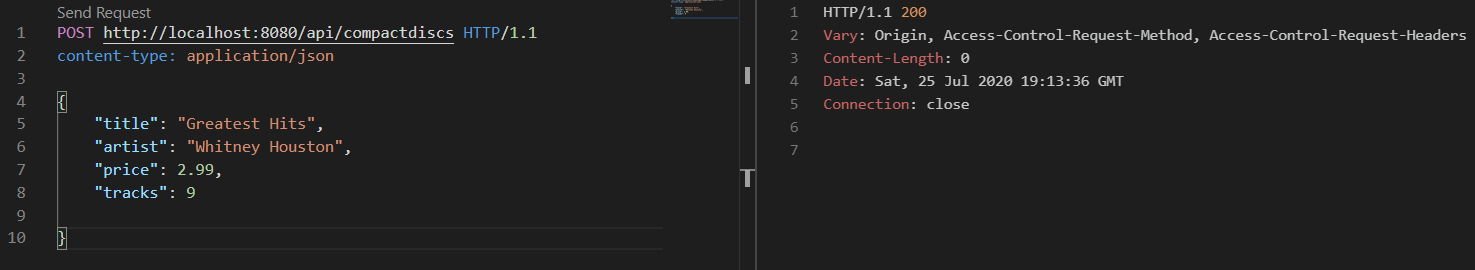 Send Request
1 POST http://localhost:8080/api/compactdiscs HTTP/1.1
2 content-type: application/json
3
4 {
5 "title": "Greatest Hits",
6 "artist": "Whitney Houston",
7 "price": 2.99,
8 "tracks": 9
9
10 }
1 HTTP/1.1 200
2 Vary: Origin, Access-Control-Request-Method, Access-Control-Request-Headers
3 Content-Length: 0
4 Date: Sat, 25 Jul 2020 19:13:36 GMT
5 Connection: close
6
7